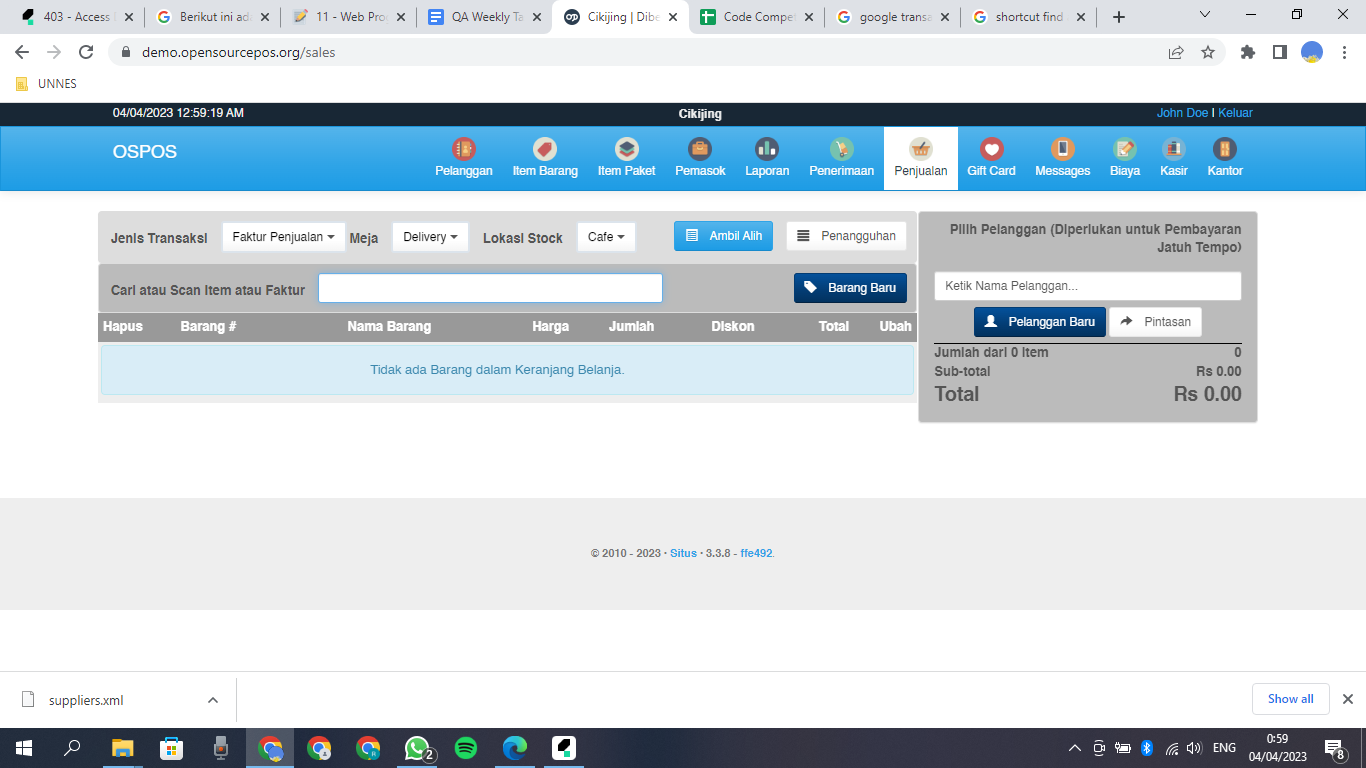 403 - Access
Berikut ini ad
11 - Web Pro
QA Weekly Ta
Cikijing | Dibe
Code Compet
google transa
shortcut find
demo.opensourcepos.org/sales
UNNES
04/04/2023 12:59:19 AM
Cikijing
John Doe | Keluar
OSPOS
Pelanggan
Item Barang
Item Paket
Pemasok
Laporan
Penerimaan
Penjualan
Gift Card
Messages
Biaya
Kasir
Kantor
Jenis Transaksi
Faktur Penjualan
Meja
Delivery
Lokasi Stock
Cafe
Ambil Alih
Penangguhan
Cari atau Scan Item atau Faktur
Barang Baru
Hapus Barang # Nama Barang Harga Jumlah Diskon Total Ubah
Tidak ada Barang dalam Keranjang Belanja.
Pilih Pelanggan (Diperlukan untuk Pembayaran
Jatuh Tempo)
Ketik Nama Pelanggan...
Pelanggan Baru
Pintasan
Jumlah dari 0 Item 0
Sub-total Rs 0.00
Total Rs 0.00
© 2010 - 2023 · Situs · 3.3.8 - ffe492.
suppliers.xml
Show all
A
R
2
ENG
0:59
04/04/2023
8